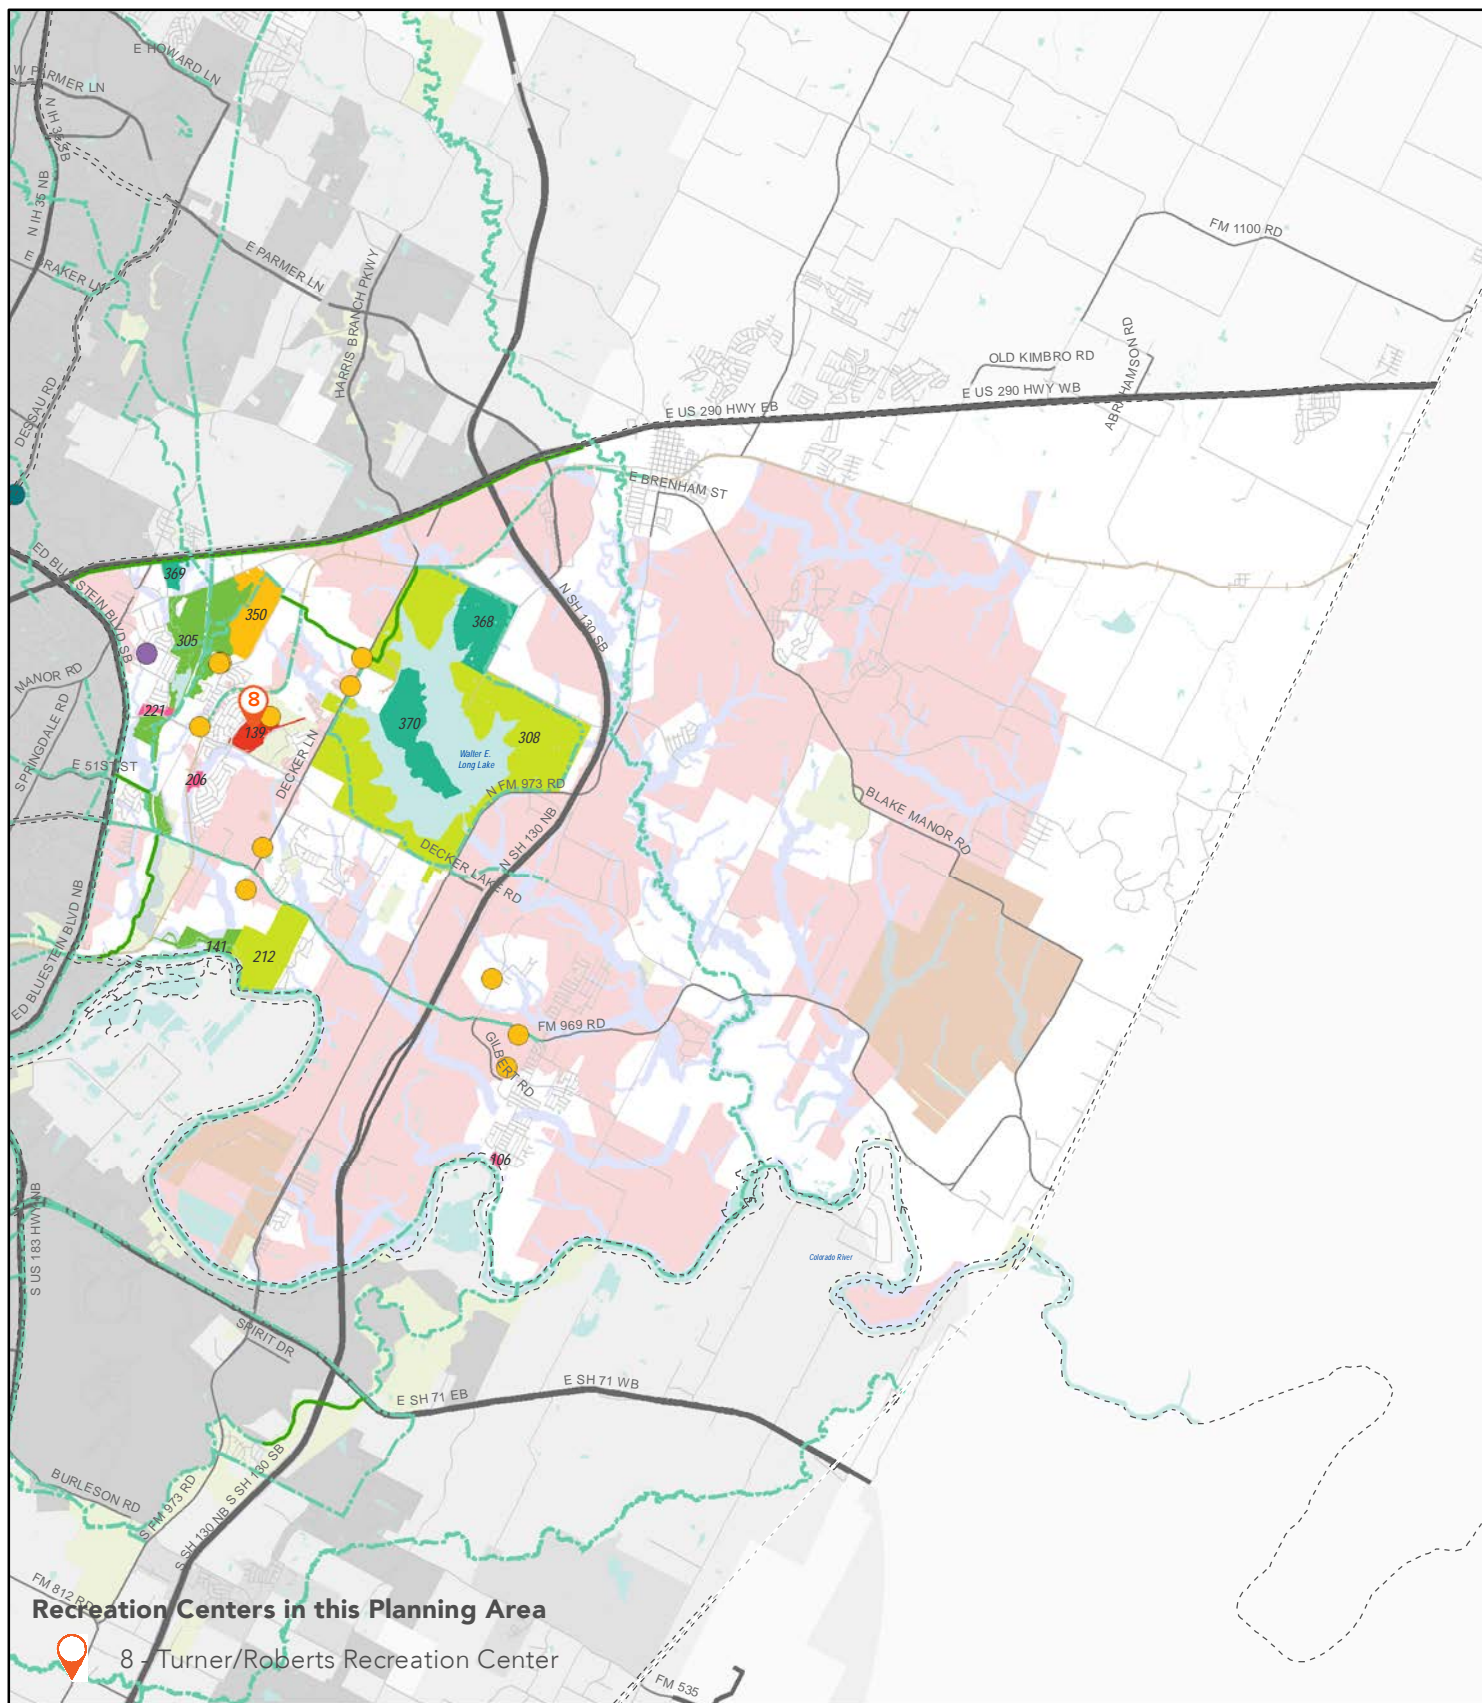 E HOWARD LN
W PARMER LN
N IH 35 SB
N IH 35 NB
E BRAKER LN
E PARMER LN
HARRIS BRANCH PKWY
DESSAU RD
FM 1100 RD
OLD KIMBRO RD
ABRAHAMSON RD
E US 290 HWY WB
E US 290 HWY EB
E BRENHAM ST
ED BLUESTEIN BLVD SB
369
350
305
368
N SH 130 SB
MANOR RD
SPRINGDALE RD
221
8
139
370
308
Walter E.
Long Lake
E 51ST ST
206
DECKER LN
N FM 973 RD
N SH 130 NB
DECKER LAKE RD
BLAKE MANOR RD
ED BLUESTEIN BLVD NB
141
212
FM 969 RD
GILBERT RD
106
S US 183 HWY NB
Colorado River
SPIRIT DR
E SH 71 EB
E SH 71 WB
BURLESON RD
S FM 973 RD
S SH 130 SB
S SH 130 NB
FM 812 RD
Recreation Centers in this Planning Area
8 - Turner/Roberts Recreation Center
FM 535